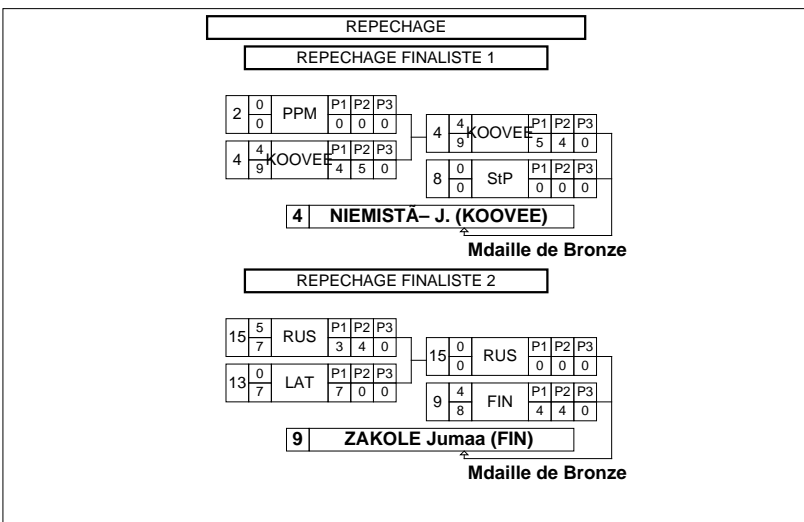 REPECHAGE
REPECHAGE FINALISTE 1
2 0 0 PPM P1 P2 P3 0 0 0
4 4 9 KOOVEE P1 P2 P3 4 5 0
4 4 9 KOOVEE P1 P2 P3 5 4 0
8 0 0 StP P1 P2 P3 0 0 0
4 NIEMISTÃ– J. (KOOVEE)
Mdaille de Bronze
REPECHAGE FINALISTE 2
15 5 7 RUS P1 P2 P3 3 4 0
13 0 7 LAT P1 P2 P3 7 0 0
15 0 0 RUS P1 P2 P3 0 0 0
9 4 8 FIN P1 P2 P3 4 4 0
9 ZAKOLE Jumaa (FIN)
Mdaille de Bronze